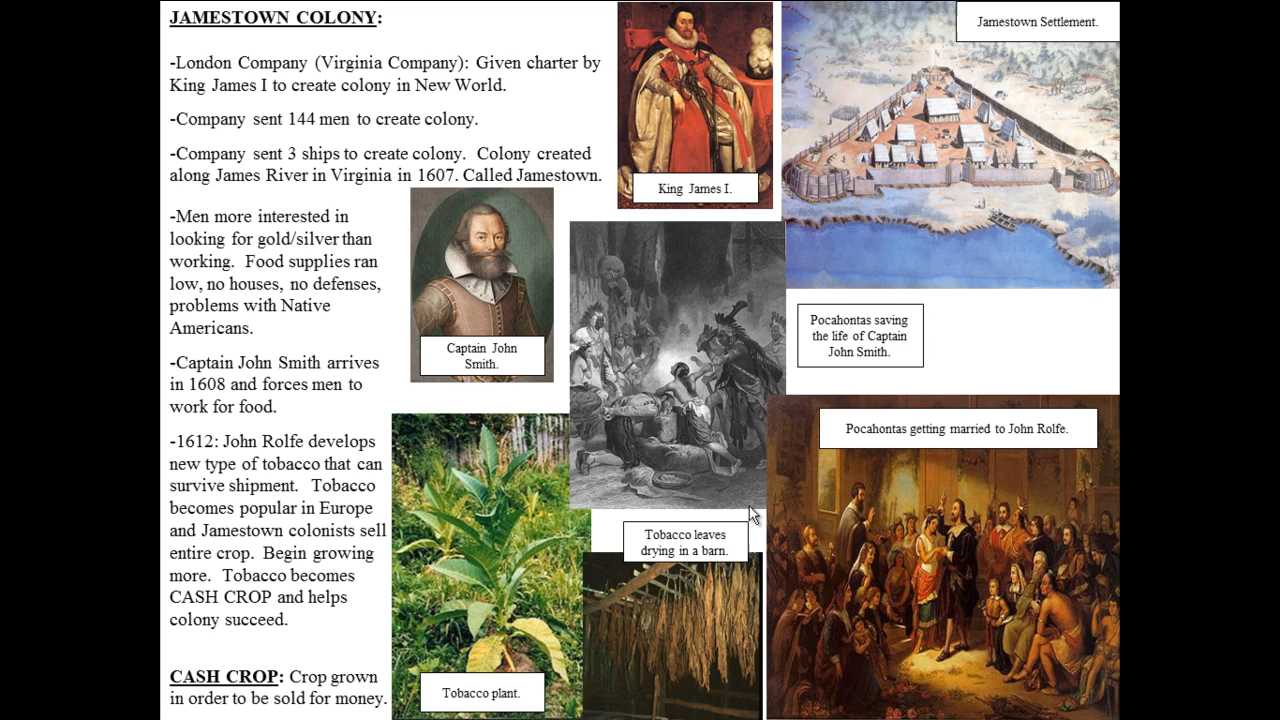 JAMESTOWN COLONY:
-London Company (Virginia Company): Given charter by
King James I to create colony in New World.
-Company sent 144 men to create colony.
-Company sent 3 ships to create colony. Colony created
along James River in Virginia in 1607. Called Jamestown.
-Men more interested in
looking for gold/silver than
working. Food supplies ran
low, no houses, no defenses,
problems with Native
Americans.
-Captain John Smith arrives
in 1608 and forces men to
work for food.
-1612: John Rolfe develops
new type of tobacco that can
survive shipment. Tobacco
becomes popular in Europe
and Jamestown colonists sell
entire crop. Begin growing
more. Tobacco becomes
CASH CROP and helps
colony succeed.
CASH CROP: Crop grown
in order to be sold for money.
King James I.
Jamestown Settlement.
Captain John
Smith.
Pocahontas saving
the life of Captain
John Smith.
Pocahontas getting married to John Rolfe.
Tobacco leaves
drying in a barn.
Tobacco plant.